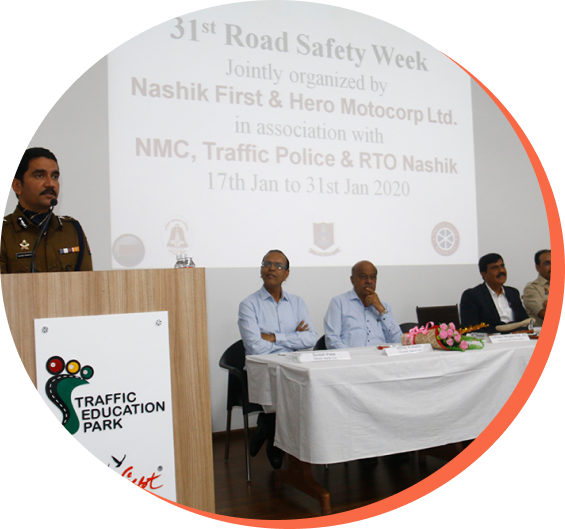 31st Road Safety Week
Jointly organized by
Nashik First & Hero Motocorp Ltd.
in association with
NMC, Traffic Police & RTO Nashik
17th Jan to 31st Jan 2020
TRAFFIC
EDUCATION
PARK